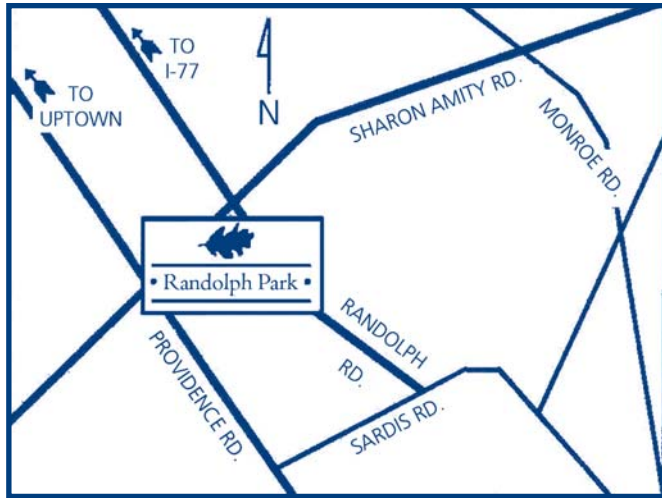 TO
I-77
TO
UPTOWN
N
SHARON AMITY RD.
MONROE RD.
Randolph Park
RANDOLPH
RD.
PROVIDENCE RD.
SARDIS RD.